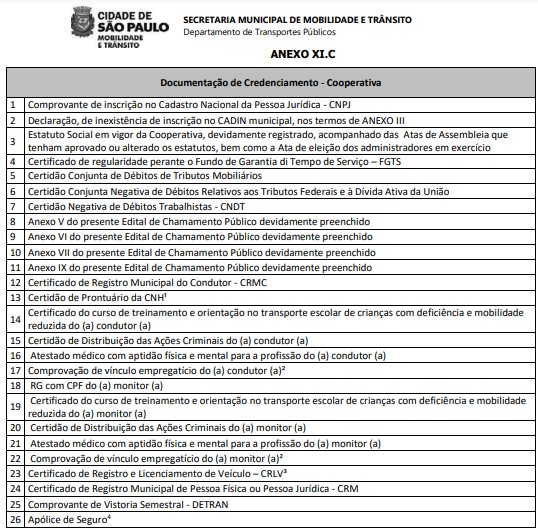 CIDADE DE
SÃO PAULO
MOBILIDADE
E TRÂNSITO
SECRETARIA MUNICIPAL DE MOBILIDADE E TRÂNSITO
Departamento de Transportes Públicos
ANEXO XI.C
Documentação de Credenciamento - Cooperativa
1 Comprovante de inscrição no Cadastro Nacional da Pessoa Jurídica - CNPJ
2 Declaração, de inexistência de inscrição no CADIN municipal, nos termos de ANEXO III
3 Estatuto Social em vigor da Cooperativa, devidamente registrado, acompanhado das Atas de Assembleia que
tenham aprovado ou alterado os estatutos, bem como a Ata de eleição dos administradores em exercício
4 Certificado de regularidade perante o Fundo de Garantia di Tempo de Serviço – FGTS
5 Certidão Conjunta de Débitos de Tributos Mobiliários
6 Certidão Conjunta Negativa de Débitos Relativos aos Tributos Federais e à Dívida Ativa da União
7 Certidão Negativa de Débitos Trabalhistas - CNDT
8 Anexo V do presente Edital de Chamamento Público devidamente preenchido
9 Anexo VI do presente Edital de Chamamento Público devidamente preenchido
10 Anexo VII do presente Edital de Chamamento Público devidamente preenchido
11 Anexo IX do presente Edital de Chamamento Público devidamente preenchido
12 Certificado de Registro Municipal do Condutor - CRMC
13 Certidão de Prontuário da CNH¹
14 Certificado do curso de treinamento e orientação no transporte escolar de crianças com deficiência e mobilidade
reduzida do (a) condutor (a)
15 Certidão de Distribuição das Ações Criminais do (a) condutor (a)
16 Atestado médico com aptidão física e mental para a profissão do (a) condutor (a)
17 Comprovação de vínculo empregatício do (a) condutor (a)²
18 RG com CPF do (a) monitor (a)
19 Certificado do curso de treinamento e orientação no transporte escolar de crianças com deficiência e mobilidade
reduzida do (a) monitor (a)
20 Certidão de Distribuição das Ações Criminais do (a) monitor (a)
21 Atestado médico com aptidão física e mental para a profissão do (a) monitor (a)
22 Comprovação de vínculo empregatício do (a) monitor (a)²
23 Certificado de Registro e Licenciamento de Veículo – CRLV³
24 Certificado de Registro Municipal de Pessoa Física ou Pessoa Jurídica - CRM
25 Comprovante de Vistoria Semestral - DETRAN
26 Apólice de Seguro⁴